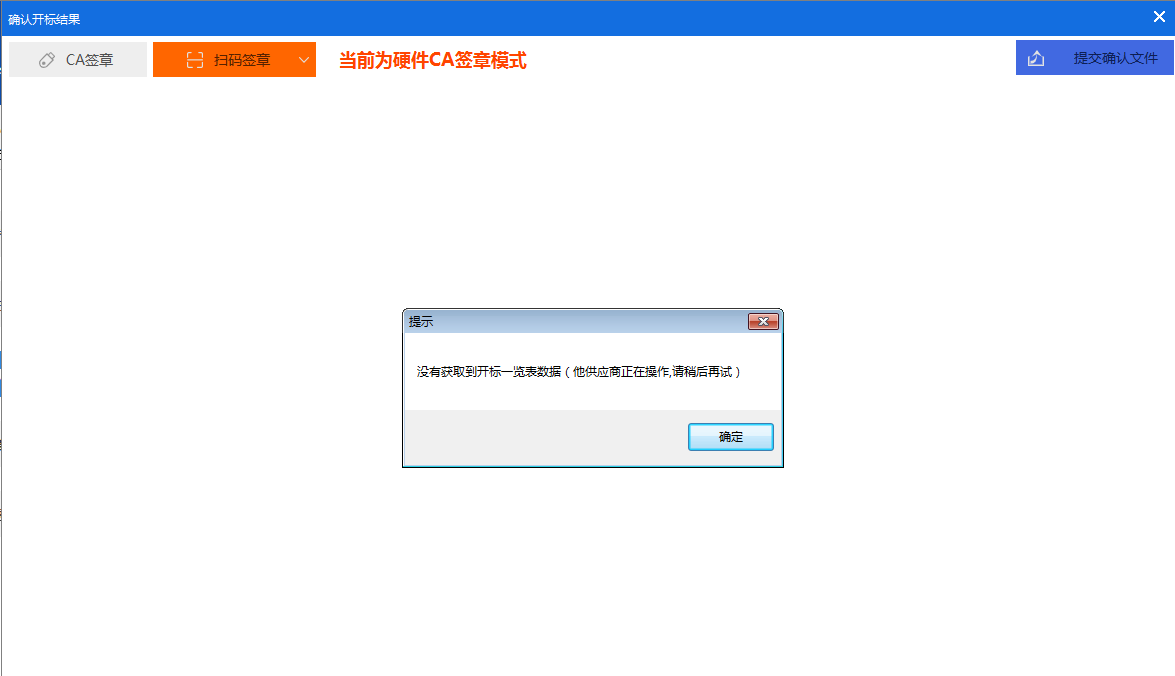 确认开标结果
CA签章
扫码签章
当前为硬件CA签章模式
提交确认文件
提示
没有获取到开标一览表数据（他供应商正在操作,请稍后再试）
确定